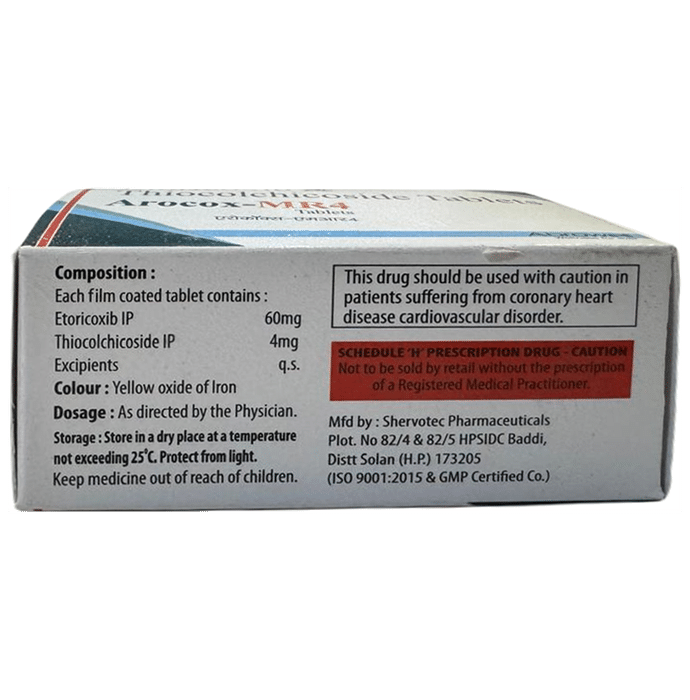 Thiocolchicoside Tablets
Arocox-MR4
Tablets
एरोकॉक्स-एमआर4
Composition :
Each film coated tablet contains :
Etoricoxib IP 60mg
Thiocolchicoside IP 4mg
Excipients q.s.
Colour : Yellow oxide of Iron
Dosage : As directed by the Physician.
Storage : Store in a dry place at a temperature
not exceeding 25°C. Protect from light.
Keep medicine out of reach of children.
This drug should be used with caution in
patients suffering from coronary heart
disease cardiovascular disorder.
SCHEDULE 'H' PRESCRIPTION DRUG - CAUTION
Not to be sold by retail without the prescription
of a Registered Medical Practitioner.
Mfd by : Shervotec Pharmaceuticals
Plot. No 82/4 & 82/5 HPSIDC Baddi,
Distt Solan (H.P.) 173205
(ISO 9001:2015 & GMP Certified Co.)